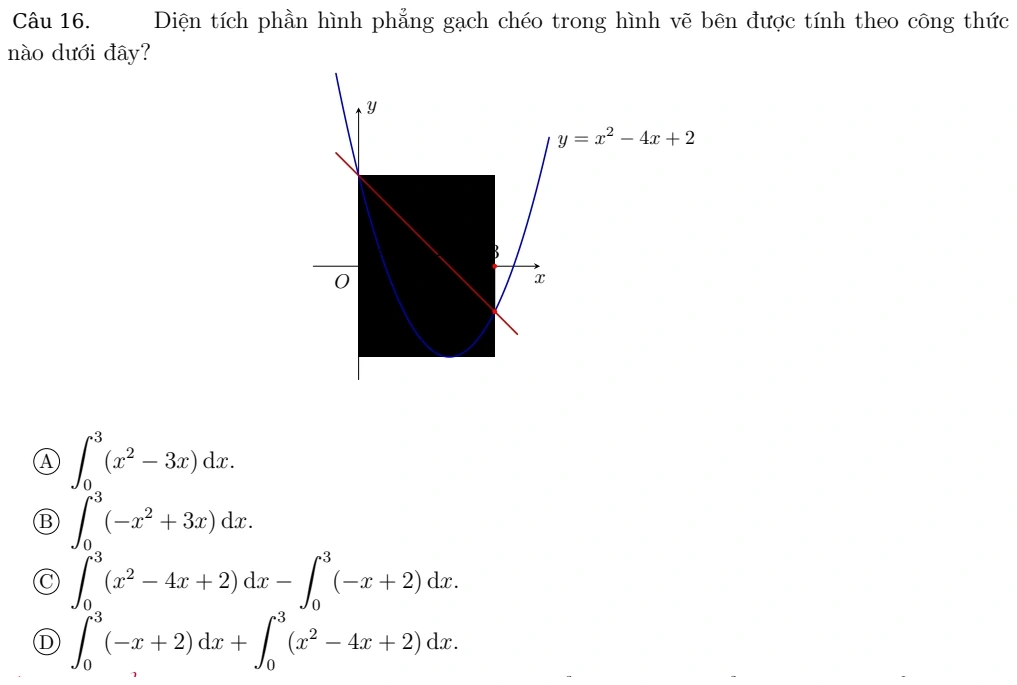 Câu 16. Diện tích phần hình phẳng gạch chéo trong hình vẽ bên được tính theo công thức
nào dưới đây?
y
y = x² − 4x + 2
3
O
x
Ⓐ ∫₀³ (x² − 3x) dx.
Ⓑ ∫₀³ (−x² + 3x) dx.
Ⓒ ∫₀³ (x² − 4x + 2) dx − ∫₀³ (−x + 2) dx.
Ⓓ ∫₀³ (−x + 2) dx + ∫₀³ (x² − 4x + 2) dx.